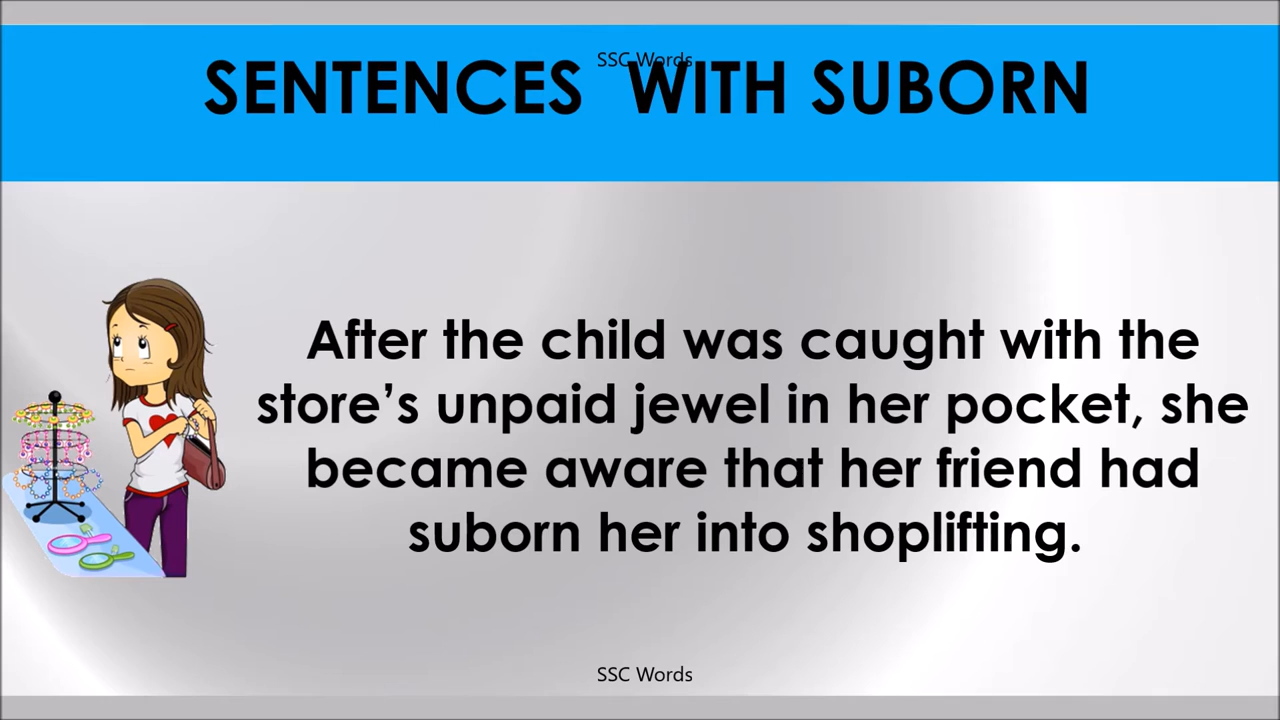 SSC Words
SENTENCES WITH SUBORN
After the child was caught with the
store’s unpaid jewel in her pocket, she
became aware that her friend had
suborn her into shoplifting.
SSC Words